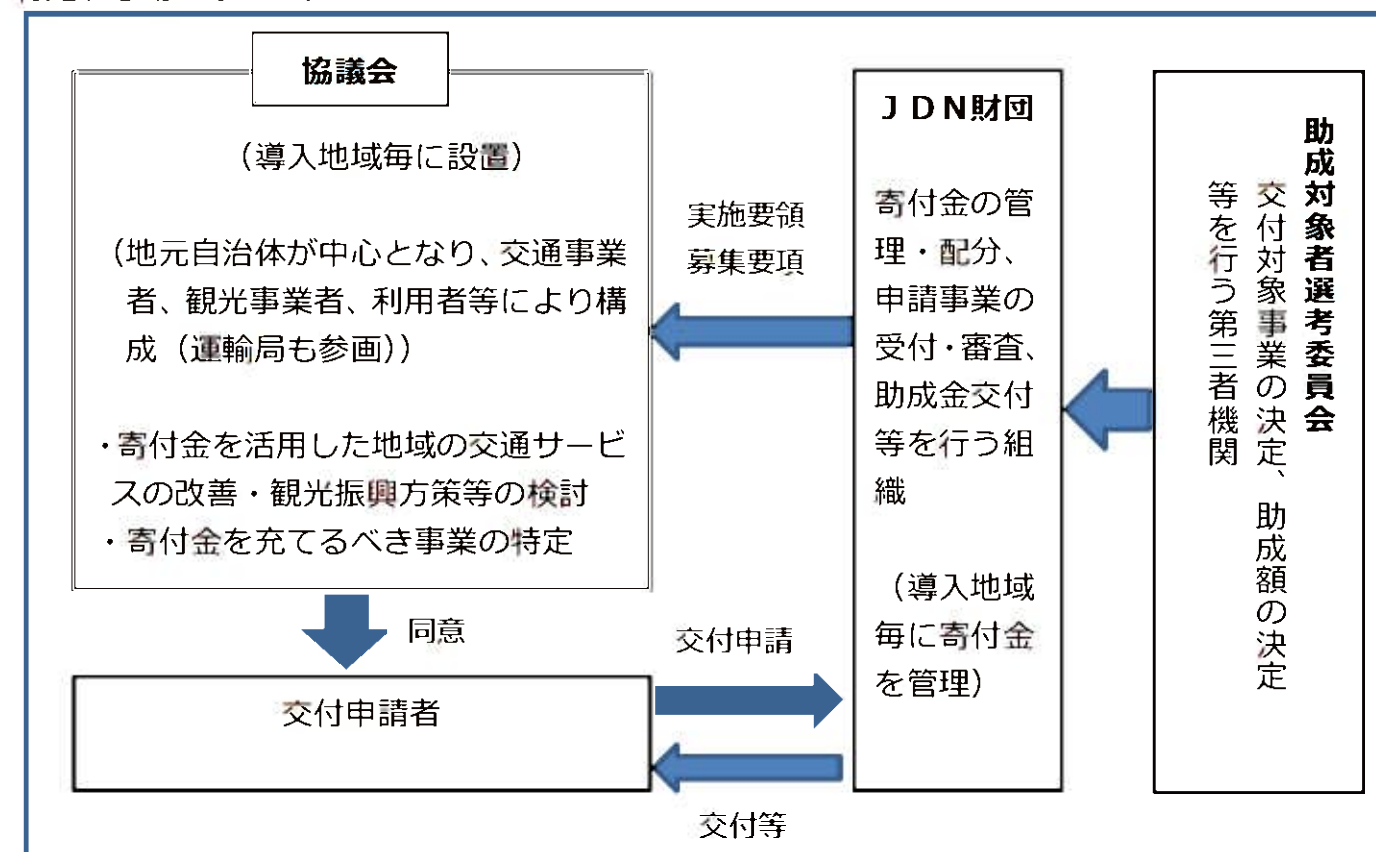 協議会
(導入地域毎に設置)
(地元自治体が中心となり、交通事業
者、観光事業者、利用者等により構
成(運輸局も参画))
・寄付金を活用した地域の交通サービ
スの改善・観光振興方策等の検討
・寄付金を充てるべき事業の特定
同意
交付申請者
実施要領
募集要項
交付申請
交付等
JDN財団
寄付金の管
理・配分、
申請事業の
受付・審査、
助成金交付
等を行う組
織
(導入地域
毎に寄付金
を管理)
助成対象者選考委員会
交付対象事業の決定、助成額の決定
等を行う第三者機関